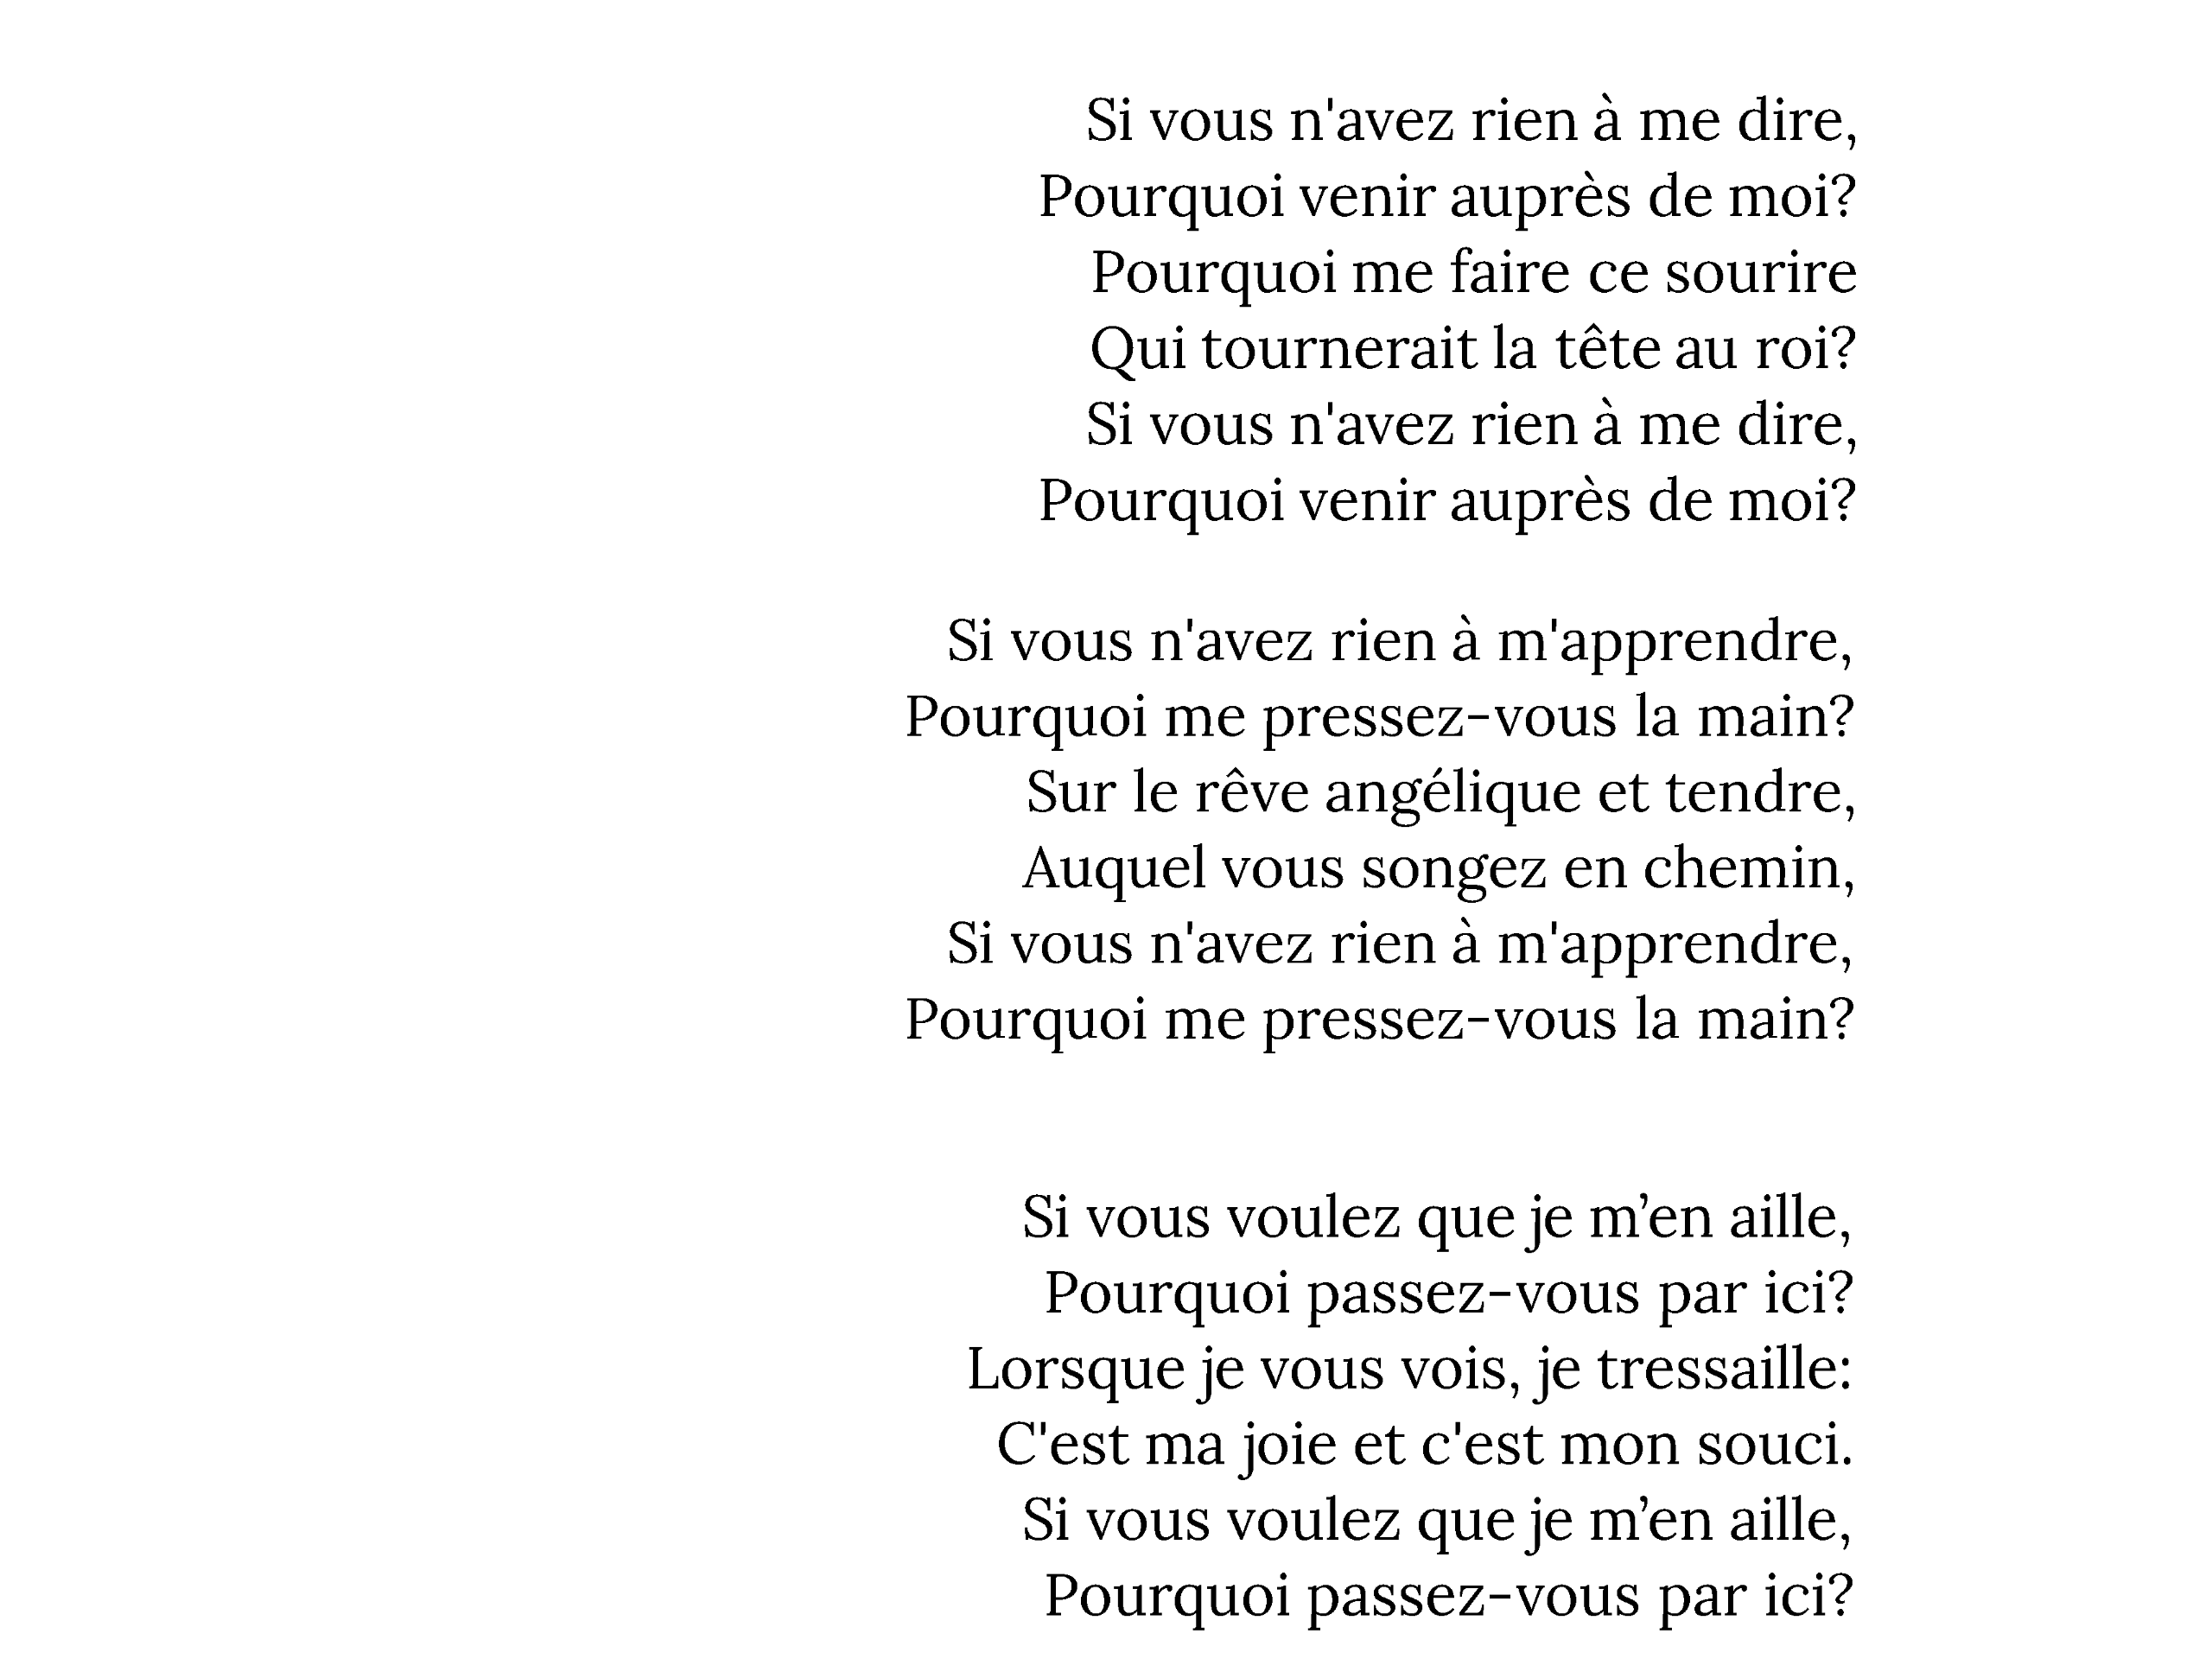 Si vous n'avez rien à me dire,
Pourquoi venir auprès de moi?
Pourquoi me faire ce sourire
Qui tournerait la tête au roi?
Si vous n'avez rien à me dire,
Pourquoi venir auprès de moi?

Si vous n'avez rien à m'apprendre,
Pourquoi me pressez-vous la main?
Sur le rêve angélique et tendre,
Auquel vous songez en chemin,
Si vous n'avez rien à m'apprendre,
Pourquoi me pressez-vous la main?

Si vous voulez que je m’en aille,
Pourquoi passez-vous par ici?
Lorsque je vous vois, je tressaille:
C'est ma joie et c'est mon souci.
Si vous voulez que je m’en aille,
Pourquoi passez-vous par ici?